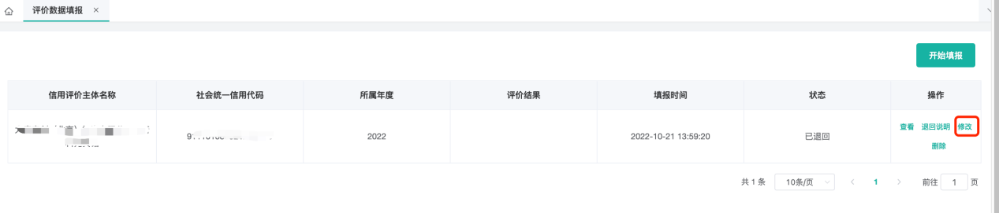 评价数据填报 ×
开始填报
信用评价主体名称 社会统一信用代码 所属年度 评价结果 填报时间 状态 操作
2022 2022-10-21 13:59:20 已退回 查看 退回说明 修改
删除
共 1 条 10条/页 < 1 > 前往 1 页